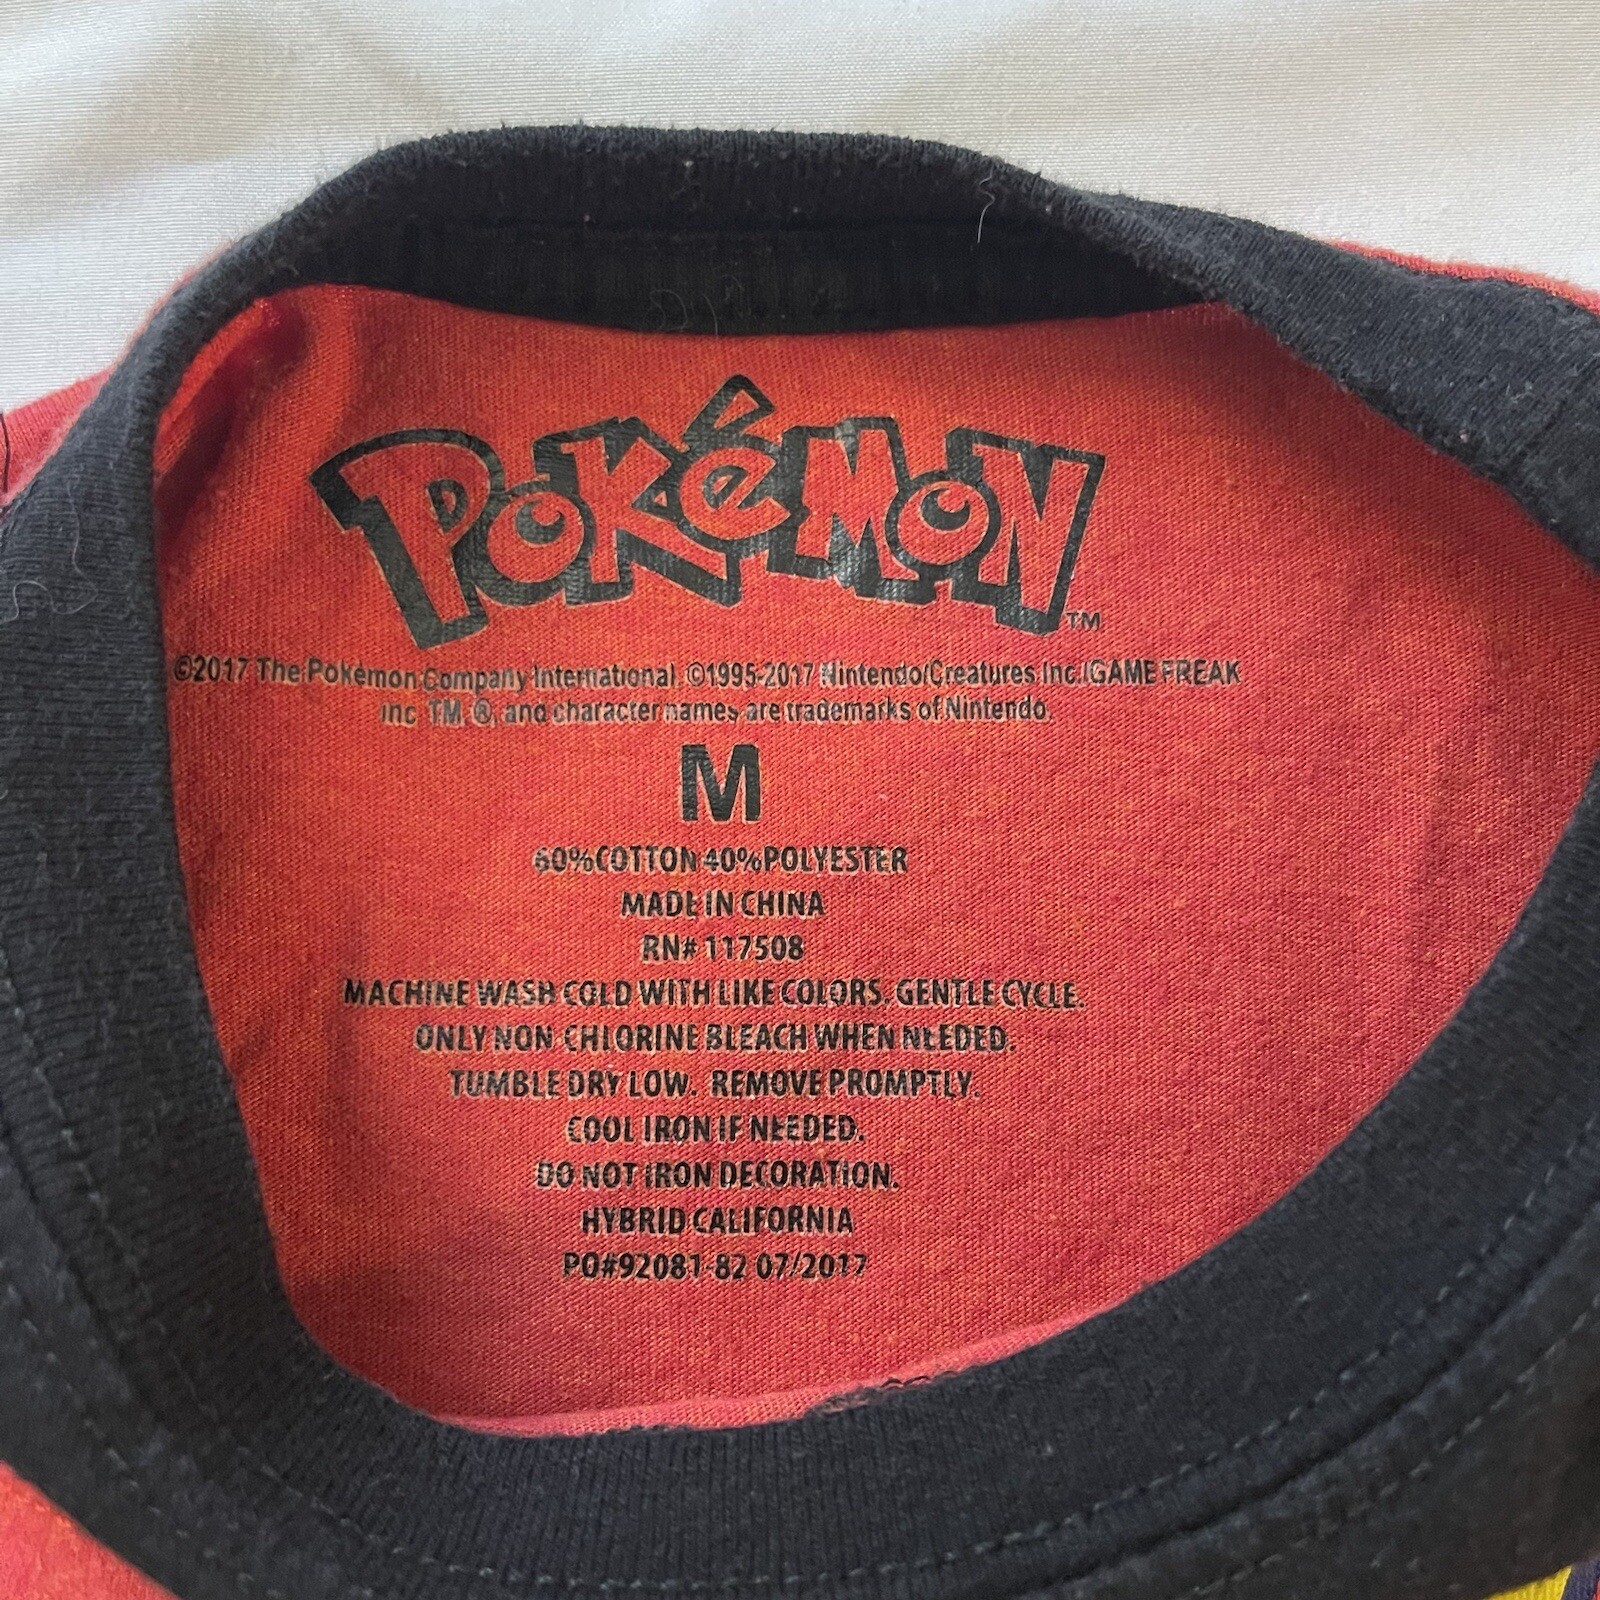 POKéMON TM
©2017 The Pokémon Company International. ©1995-2017 Nintendo/Creatures Inc./GAME FREAK
inc. TM, ®, and character names are trademarks of Nintendo.
M
60% COTTON 40% POLYESTER
MADE IN CHINA
RN# 117508
MACHINE WASH COLD WITH LIKE COLORS. GENTLE CYCLE.
ONLY NON-CHLORINE BLEACH WHEN NEEDED.
TUMBLE DRY LOW. REMOVE PROMPTLY.
COOL IRON IF NEEDED.
DO NOT IRON DECORATION.
HYBRID CALIFORNIA
PO#92081-82 07/2017